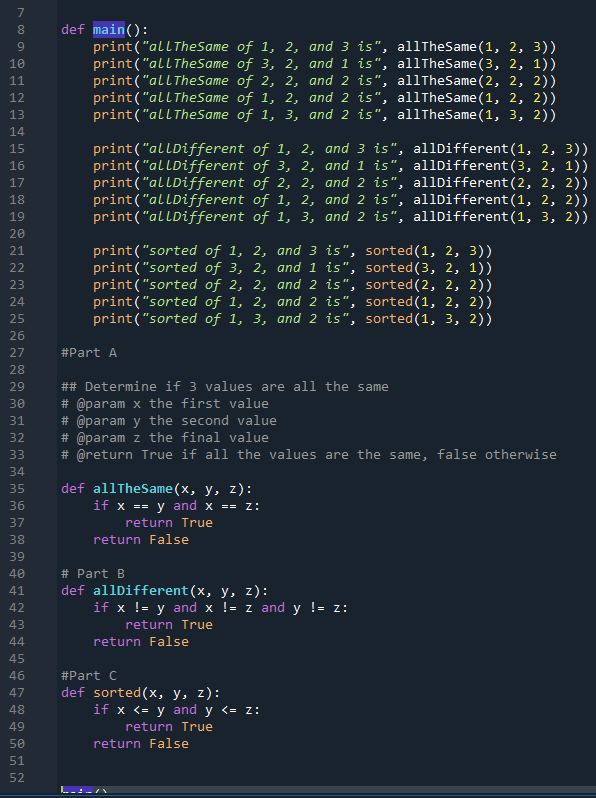 7
8 def main():
9 print("allTheSame of 1, 2, and 3 is", allTheSame(1, 2, 3))
10 print("allTheSame of 3, 2, and 1 is", allTheSame(3, 2, 1))
11 print("allTheSame of 2, 2, and 2 is", allTheSame(2, 2, 2))
12 print("allTheSame of 1, 2, and 2 is", allTheSame(1, 2, 2))
13 print("allTheSame of 1, 3, and 2 is", allTheSame(1, 3, 2))
14
15 print("allDifferent of 1, 2, and 3 is", allDifferent(1, 2, 3))
16 print("allDifferent of 3, 2, and 1 is", allDifferent(3, 2, 1))
17 print("allDifferent of 2, 2, and 2 is", allDifferent(2, 2, 2))
18 print("allDifferent of 1, 2, and 2 is", allDifferent(1, 2, 2))
19 print("allDifferent of 1, 3, and 2 is", allDifferent(1, 3, 2))
20
21 print("sorted of 1, 2, and 3 is", sorted(1, 2, 3))
22 print("sorted of 3, 2, and 1 is", sorted(3, 2, 1))
23 print("sorted of 2, 2, and 2 is", sorted(2, 2, 2))
24 print("sorted of 1, 2, and 2 is", sorted(1, 2, 2))
25 print("sorted of 1, 3, and 2 is", sorted(1, 3, 2))
26
27 #Part A
28
29 ## Determine if 3 values are all the same
30 # @param x the first value
31 # @param y the second value
32 # @param z the final value
33 # @return True if all the values are the same, false otherwise
34
35 def allTheSame(x, y, z):
36 if x == y and x == z:
37 return True
38 return False
39
40 # Part B
41 def allDifferent(x, y, z):
42 if x != y and x != z and y != z:
43 return True
44 return False
45
46 #Part C
47 def sorted(x, y, z):
48 if x <= y and y <= z:
49 return True
50 return False
51
52
main()